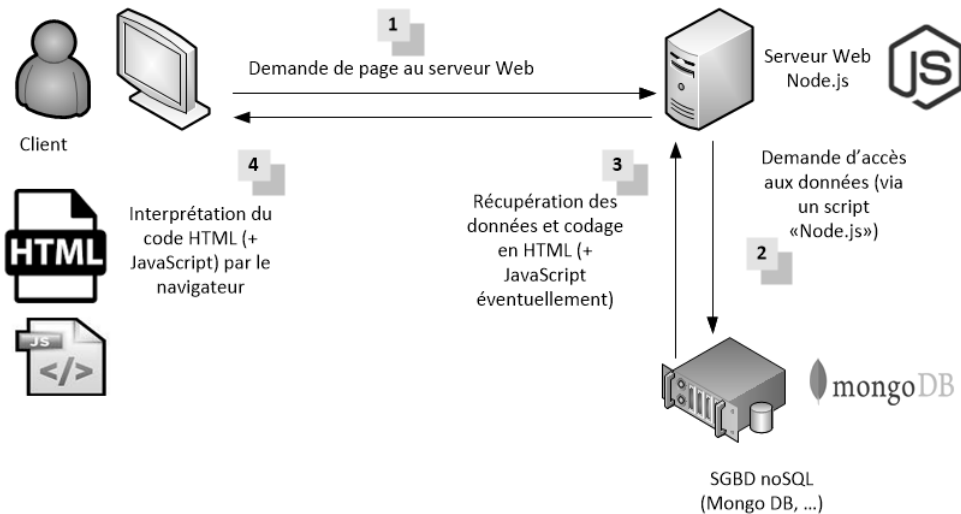 1
Demande de page au serveur Web
Serveur Web
Node.js
JS
Client
4
Interprétation du
code HTML (+
JavaScript) par le
navigateur
HTML
JS
</>
3
Récupération des
données et codage
en HTML (+
JavaScript
éventuellement)
Demande d’accès
aux données (via
un script
«Node.js»)
2
mongoDB
SGBD noSQL
(Mongo DB, …)